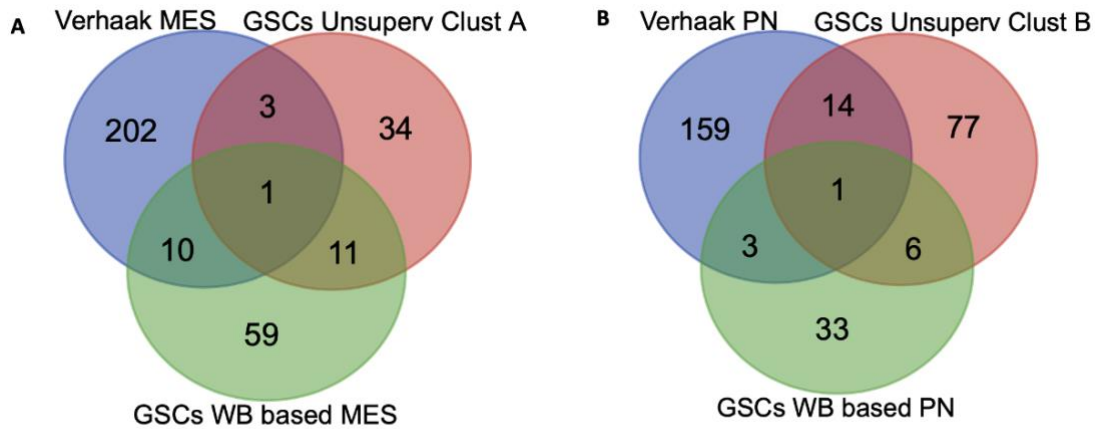 A
Verhaak MES
GSCs Unsuperv Clust A
202
3
34
1
10
11
59
GSCs WB based MES
B
Verhaak PN
GSCs Unsuperv Clust B
159
14
77
1
3
6
33
GSCs WB based PN